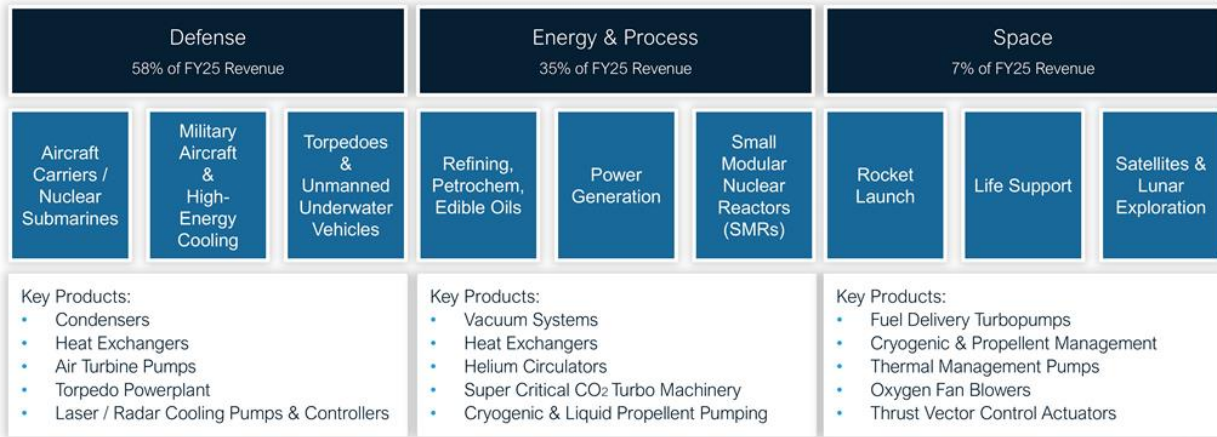 Defense
58% of FY25 Revenue
Energy & Process
35% of FY25 Revenue
Space
7% of FY25 Revenue
Aircraft
Carriers /
Nuclear
Submarines
Military
Aircraft
&
High-
Energy
Cooling
Torpedoes
&
Unmanned
Underwater
Vehicles
Refining,
Petrochem,
Edible Oils
Power
Generation
Small
Modular
Nuclear
Reactors
(SMRs)
Rocket
Launch
Life Support
Satellites &
Lunar
Exploration
Key Products:
• Condensers
• Heat Exchangers
• Air Turbine Pumps
• Torpedo Powerplant
• Laser / Radar Cooling Pumps & Controllers
Key Products:
• Vacuum Systems
• Heat Exchangers
• Helium Circulators
• Super Critical CO₂ Turbo Machinery
• Cryogenic & Liquid Propellent Pumping
Key Products:
• Fuel Delivery Turbopumps
• Cryogenic & Propellent Management
• Thermal Management Pumps
• Oxygen Fan Blowers
• Thrust Vector Control Actuators